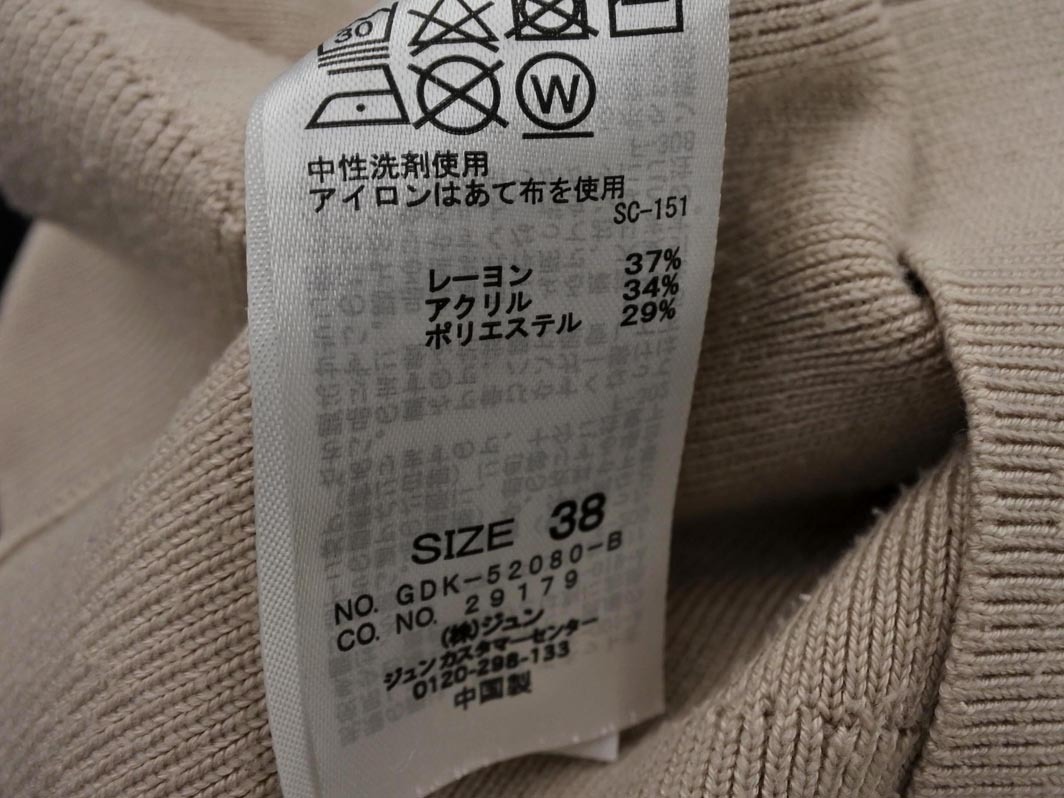 30
W
中性洗剤使用
アイロンはあて布を使用
SC-151
レーヨン 37%
アクリル 34%
ポリエステル 29%
SIZE 38
NO. GDK-52080-B
CO. NO. 29179
(株)ジュン
ジュンカスタマーセンター
0120-298-133
中国製